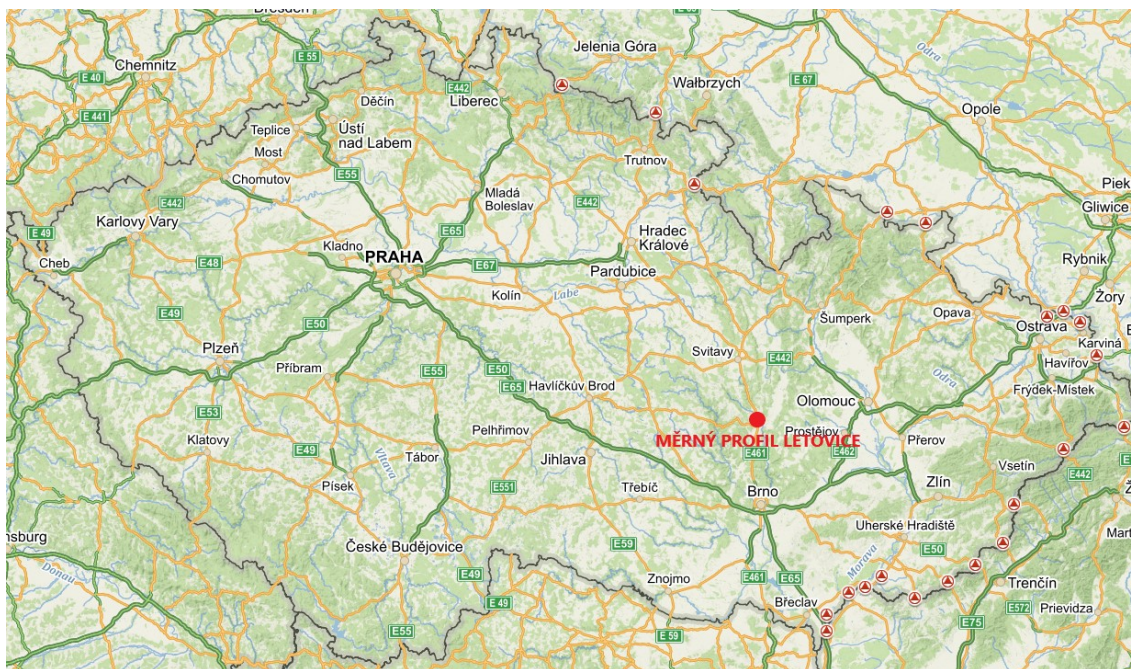 Dresden
E 55
Jelenia Góra
Odra
Chemnitz
E 40
E442
Liberec
Wałbrzych
E 67
E 441
Děčín
Opole
Teplice
Ústí
nad Labem
Most
Trutnov
Chomutov
E55
Mladá
Boleslav
E442
Piek
Gliwice
E442
Karlovy Vary
E65
Hradec
Králové
E 49
Kladno
PRAHA
Cheb
E48
E67
Pardubice
Rybnik
Kolín
Labe
Žory
E49
E50
Šumperk
Opava
Ostrava
Karviná
Plzeň
Svitavy
E442
Havířov
Příbram
E55
E50
E65
Havlíčkův Brod
Odra
Frýdek-Místek
Olomouc
E53
Klatovy
Pelhřimov
MĚRNÝ PROFIL LETOVICE
Prostějov
Přerov
E49
Vltava
Tábor
Jihlava
E461
E462
Vsetín
E442
Písek
E551
Třebíč
Brno
Zlín
Uherské Hradiště
nsburg
České Budějovice
E59
E50
Mart
Donau
E49
Znojmo
E461
E65
Morava
Trenčín
E 49
Břeclav
E572
Prievidza
E55
E 59
E75